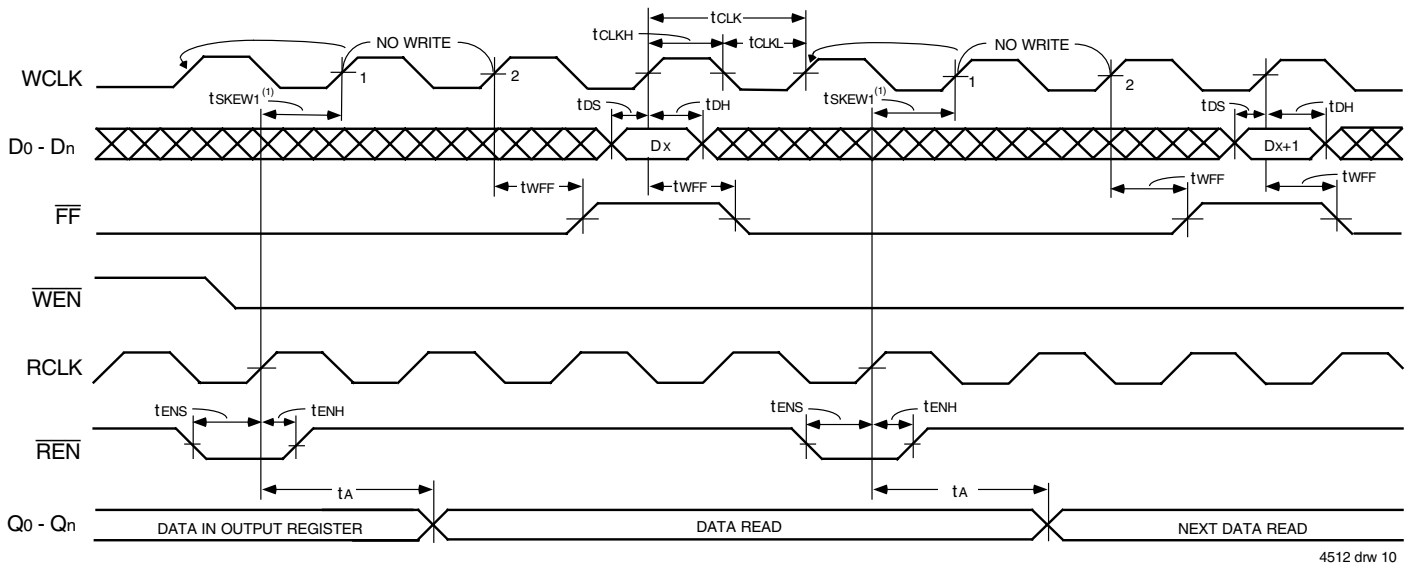 tCLK
NO WRITE
tCLKH
tCLKL
NO WRITE
WCLK
1
2
1
2
tSKEW1(1)
tDS
tDH
tSKEW1(1)
tDS
tDH
D0 - Dn
Dx
Dx+1
tWFF
tWFF
tWFF
tWFF
FF
WEN
RCLK
tENS
tENH
tENS
tENH
REN
tA
tA
Q0 - Qn
DATA IN OUTPUT REGISTER
DATA READ
NEXT DATA READ
4512 drw 10